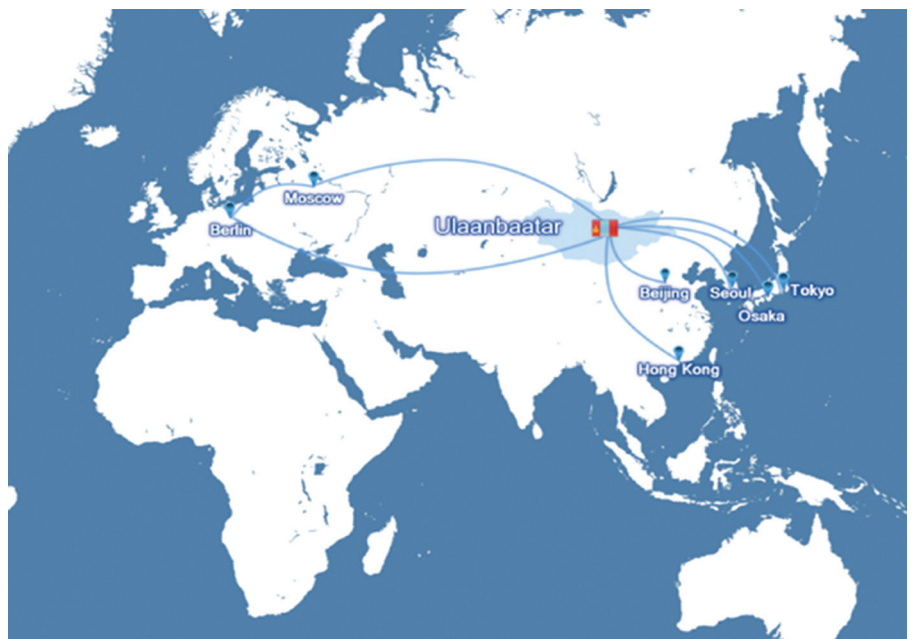 Moscow
Berlin
Ulaanbaatar
Beijing
Seoul
Tokyo
Osaka
Hong Kong